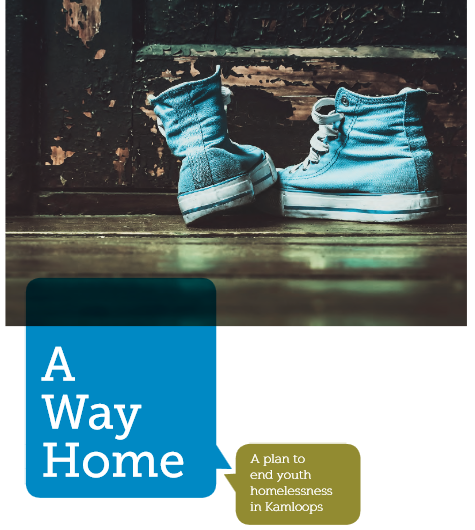 A
Way
Home
A plan to
end youth
homelessness
in Kamloops